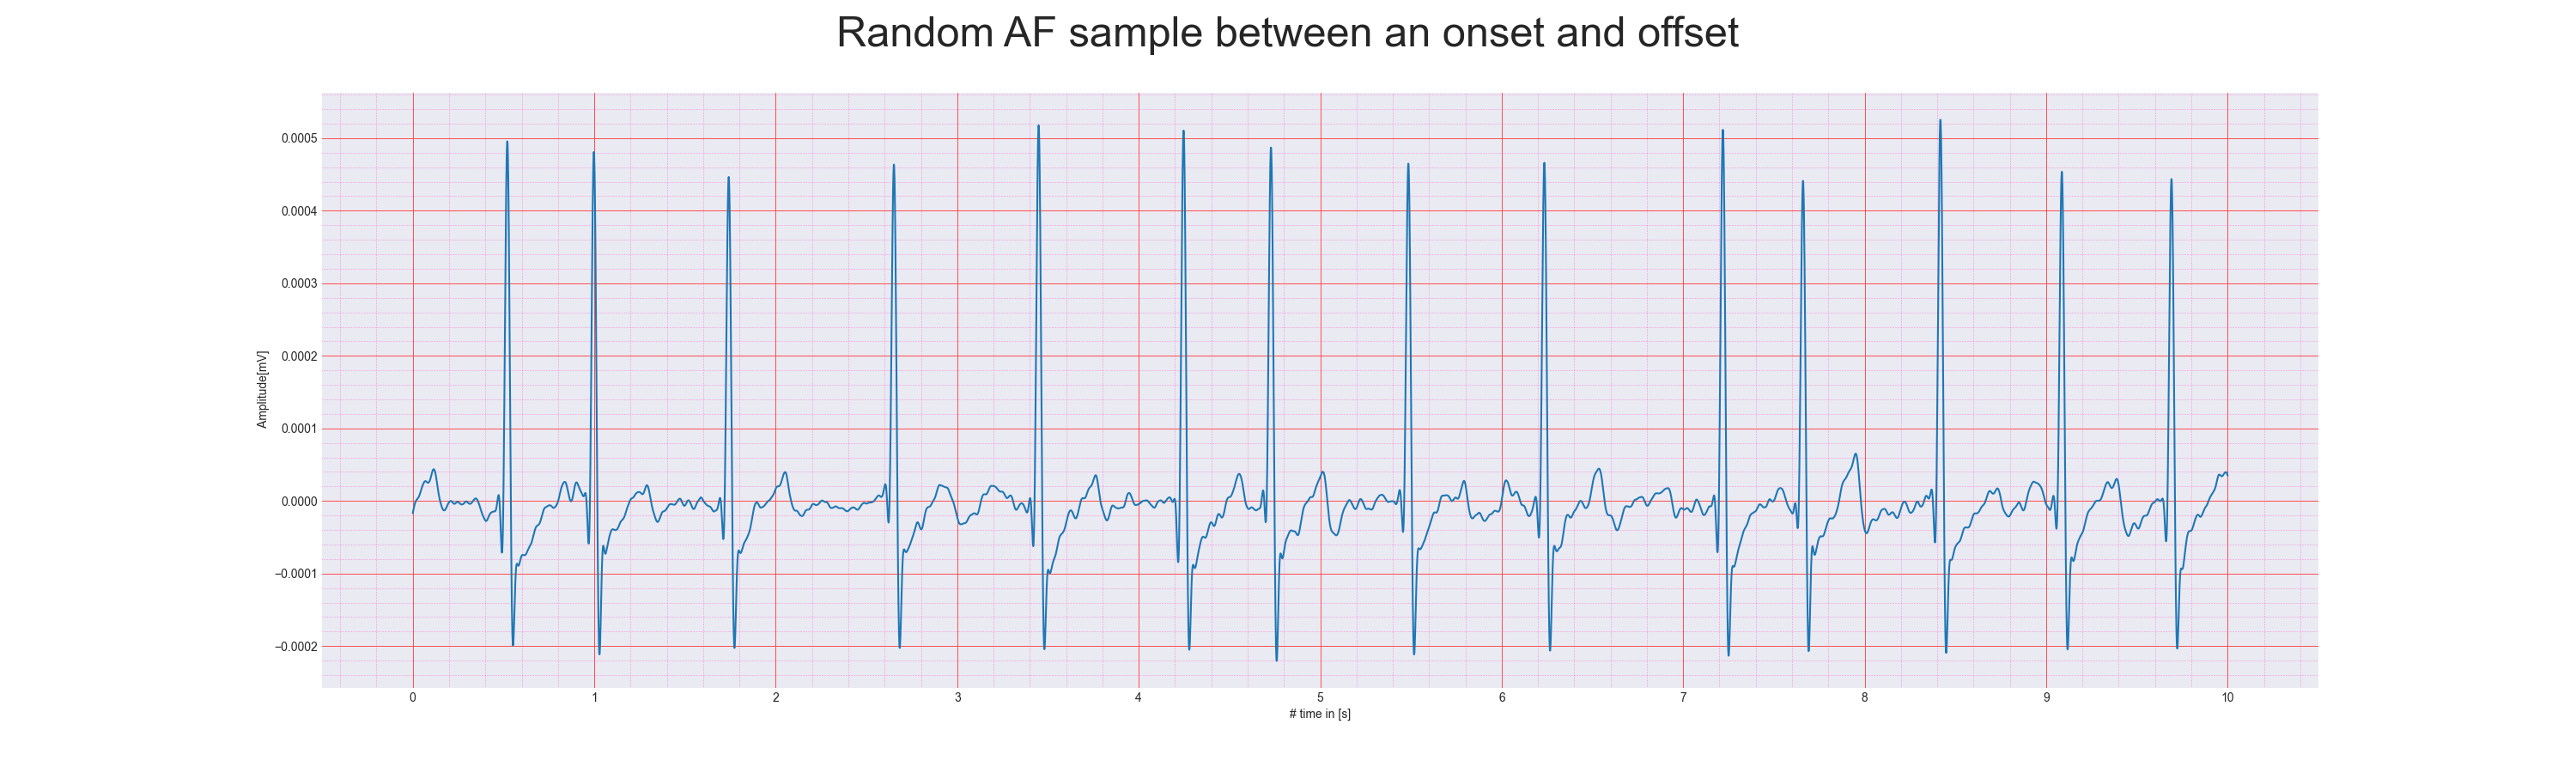 Random AF sample between an onset and offset
0.0005
0.0004
0.0003
0.0002
0.0001
0.0000
−0.0001
−0.0002
Amplitude[mV]
0 1 2 3 4 5 6 7 8 9 10
# time in [s]